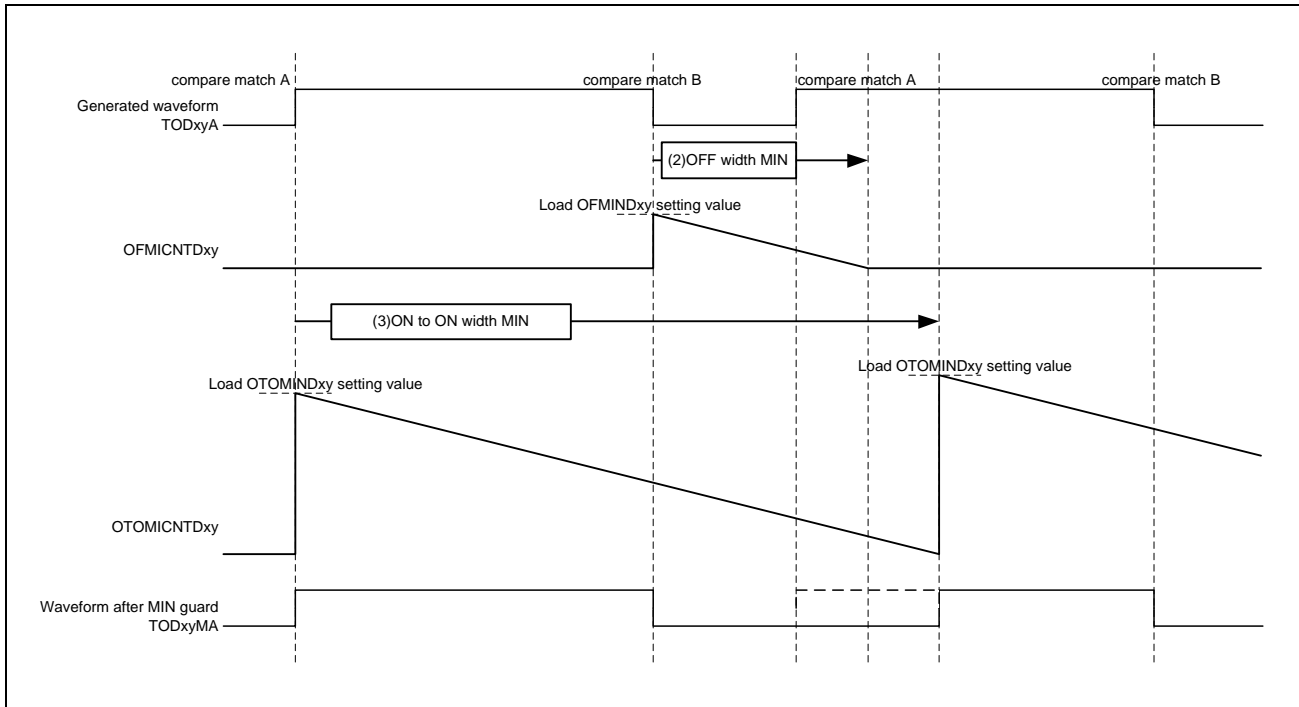 compare match A
compare match B
compare match A
compare match B
Generated waveform
TODxyA
(2)OFF width MIN
Load OFMINDxy setting value
OFMICNTDxy
(3)ON to ON width MIN
Load OTOMINDxy setting value
Load OTOMINDxy setting value
OTOMICNTDxy
Waveform after MIN guard
TODxyMA